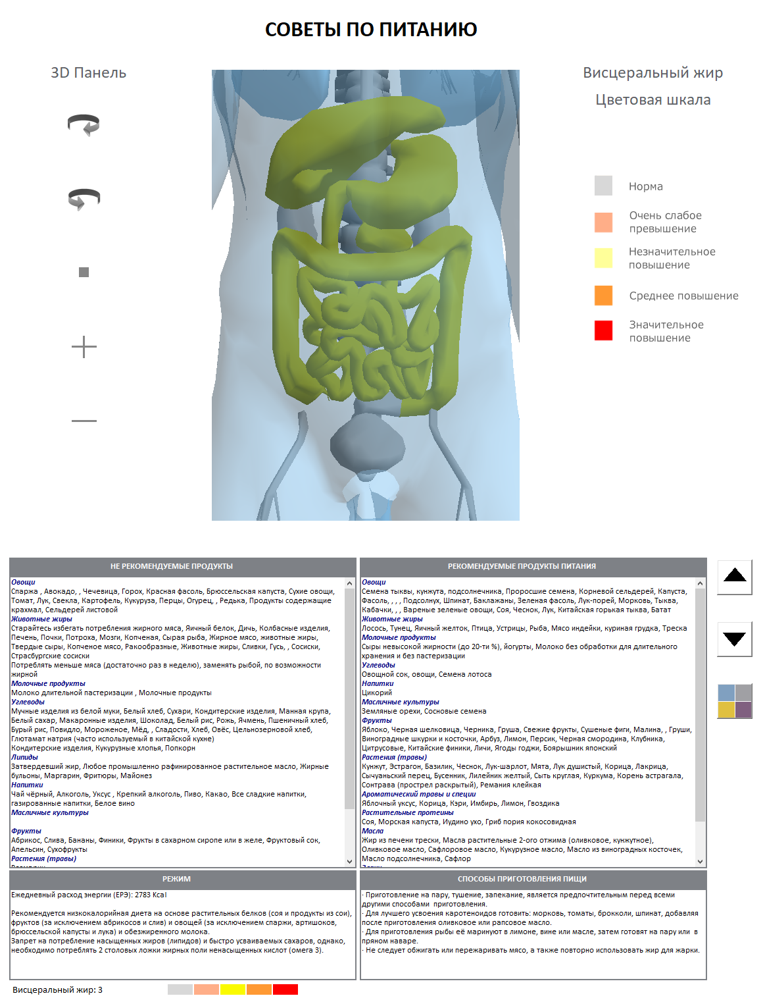 СОВЕТЫ ПО ПИТАНИЮ
3D Панель
Висцеральный жир
Цветовая шкала
Норма
Очень слабое
превышение
Незначительное
повышение
Среднее повышение
Значительное
повышение
НЕ РЕКОМЕНДУЕМЫЕ ПРОДУКТЫ
Овощи
Спаржа , Авокадо, , Чечевица, Горох, Красная фасоль, Брюссельская капуста, Сухие овощи,
Томат, Лук, Свекла, Картофель, Кукуруза, Перцы, Огурец, , Редька, Продукты содержащие
крахмал, Сельдерей листовой
Животные жиры
Старайтесь избегать потребления жирного мяса, Яичный белок, Дичь, Колбасные изделия,
Печень, Почки, Потроха, Мозги, Копченая, Сырая рыба, Жирное мясо, животные жиры,
Твердые сыры, Копченое мясо, Ракообразные, Животные жиры, Сливки, Гусь, , Сосиски,
Страсбургские сосиски
Потреблять меньше мяса (достаточно раз в неделю), заменять рыбой, по возможности
жирной
Молочные продукты
Молоко длительной пастеризации , Молочные продукты
Углеводы
Мучные изделия из белой муки, Белый хлеб, Сухари, Кондитерские изделия, Манная крупа,
Белый сахар, Макаронные изделия, Шоколад, Белый рис, Рожь, Ячмень, Пшеничный хлеб,
Бурый рис, Повидло, Мороженое, Мёд, , Сладости, Хлеб, Овёс, Цельнозерновой хлеб,
Глютамат натрия (часто используемый в китайской кухне)
Кондитерские изделия, Кукурузные хлопья, Попкорн
Липиды
Затвердевший жир, Любое промышленно рафинированное растительное масло, Жирные
бульоны, Маргарин, Фритюры, Майонез
Напитки
Чай чёрный, Алкоголь, Уксус , Крепкий алкоголь, Пиво, Какао, Все сладкие напитки,
газированные напитки, Белое вино
Масличные культуры
Фрукты
Абрикос, Слива, Бананы, Финики, Фрукты в сахарном сиропе или в желе, Фруктовый сок,
Апельсин, Сухофрукты
Растения (травы)
РЕКОМЕНДУЕМЫЕ ПРОДУКТЫ ПИТАНИЯ
Овощи
Семена тыквы, кунжута, подсолнечника, Проросшие семена, Корневой сельдерей, Капуста,
Фасоль, , , , Подсолнух, Шпинат, Баклажаны, Зеленая фасоль, Лук-порей, Морковь, Тыква,
Кабачки, , , Вареные зеленые овощи, Соя, Чеснок, Лук, Китайская горькая тыква, Батат
Животные жиры
Лосось, Тунец, Яичный желток, Птица, Устрицы, Рыба, Мясо индейки, куриная грудка, Треска
Молочные продукты
Сыры невысокой жирности (до 20-ти %), йогурты, Молоко без обработки для длительного
хранения и без пастеризации
Углеводы
Овощной сок, овощи, Семена лотоса
Напитки
Цикорий
Масличные культуры
Земляные орехи, Сосновые семена
Фрукты
Яблоко, Черная шелковица, Черника, Груша, Свежие фрукты, Сушеные фиги, Малина, , Груши,
Виноградные шкурки и косточки, Арбуз, Лимон, Персик, Черная смородина, Клубника,
Цитрусовые, Китайские финики, Личи, Ягоды годжи, Боярышник японский
Растения (травы)
Кунжут, Эстрагон, Базилик, Чеснок, Лук-шарлот, Мята, Лук душистый, Корица, Лакрица,
Сычуаньский перец, Бусенник, Лилейник желтый, Сыть круглая, Куркума, Корень астрагала,
Сонтрава (прострел раскрытый), Ремания клейкая
Ароматический травы и специи
Яблочный уксус, Корица, Кэри, Имбирь, Лимон, Гвоздика
Растительные протеины
Соя, Морская капуста, Иудино ухо, Гриб пория кокосовидная
Масла
Жир из печени трески, Масла растительные 2-ого отжима (оливковое, кунжутное),
Оливковое масло, Сафлоровое масло, Кукурузное масло, Масло из виноградных косточек,
Масло подсолнечника, Сафлор
РЕЖИМ
Ежедневный расход энергии (ЕРЭ): 2783 Kcal
Рекомендуется низкокалорийная диета на основе растительных белков (соя и продукты из сои),
фруктов (за исключением абрикосов и слив) и овощей (за исключением спаржи, артишоков,
брюссельской капусты и лука) и обезжиренного молока.
Запрет на потребление насыщенных жиров (липидов) и быстро усваиваемых сахаров, однако,
необходимо потреблять 2 столовых ложки жирных поли ненасыщенных кислот (омега 3).
СПОСОБЫ ПРИГОТОВЛЕНИЯ ПИЩИ
· Приготовление на пару, тушение, запекание, является предпочтительным перед всеми
другими способами приготовления.
· Для лучшего усвоения каротеноидов готовить: морковь, томаты, брокколи, шпинат, добавляя
после приготовления оливковое или рапсовое масло.
· Для приготовления рыбы её маринуют в лимоне, вине или масле, затем готовят на пару или в
пряном наваре.
· Не следует обжигать или пережаривать мясо, а также повторно использовать жир для жарки.
Висцеральный жир: 3